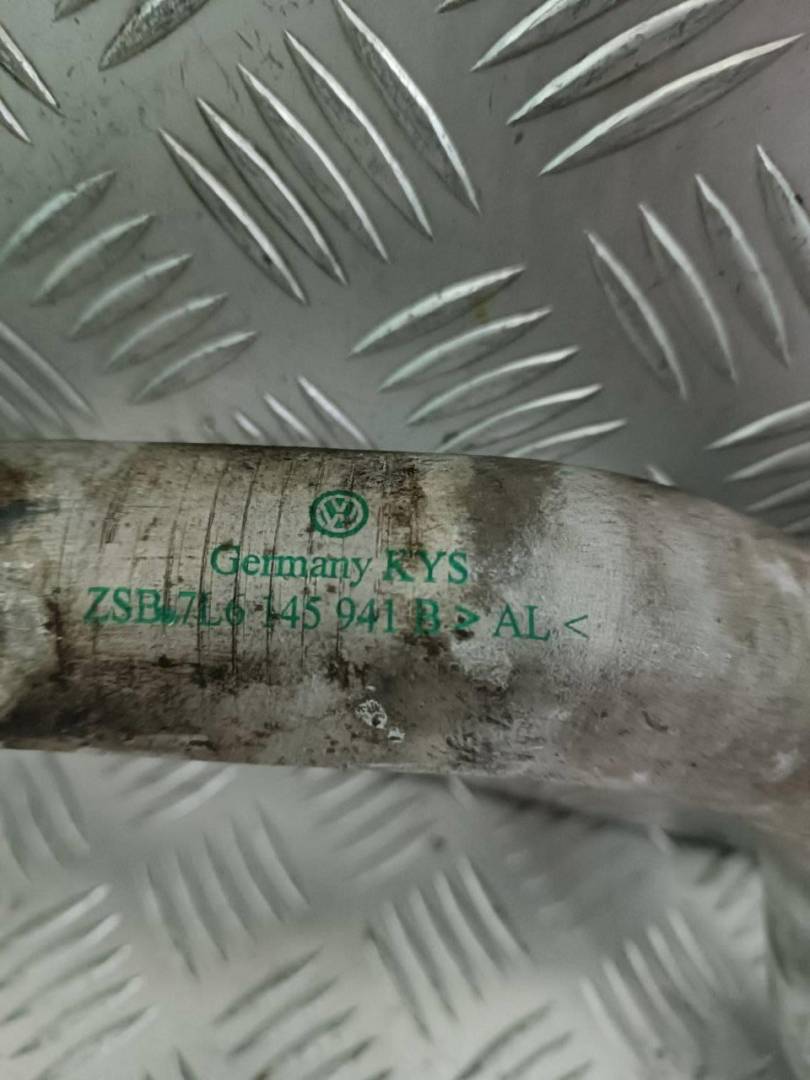 Germany KYS
ZSB 7L6 145 941 B > AL <